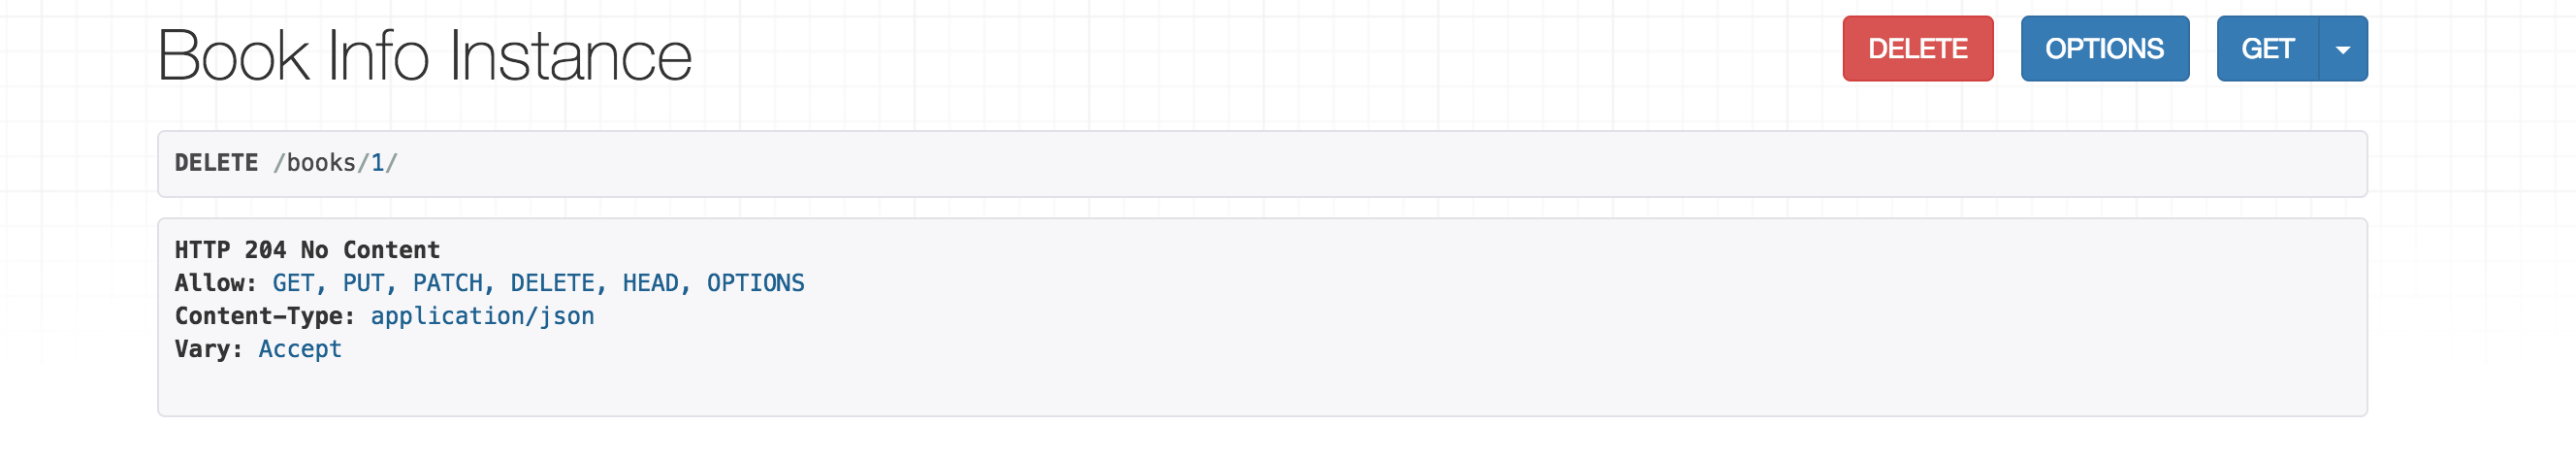 Book Info Instance
DELETE OPTIONS GET
DELETE /books/1/
HTTP 204 No Content
Allow: GET, PUT, PATCH, DELETE, HEAD, OPTIONS
Content-Type: application/json
Vary: Accept